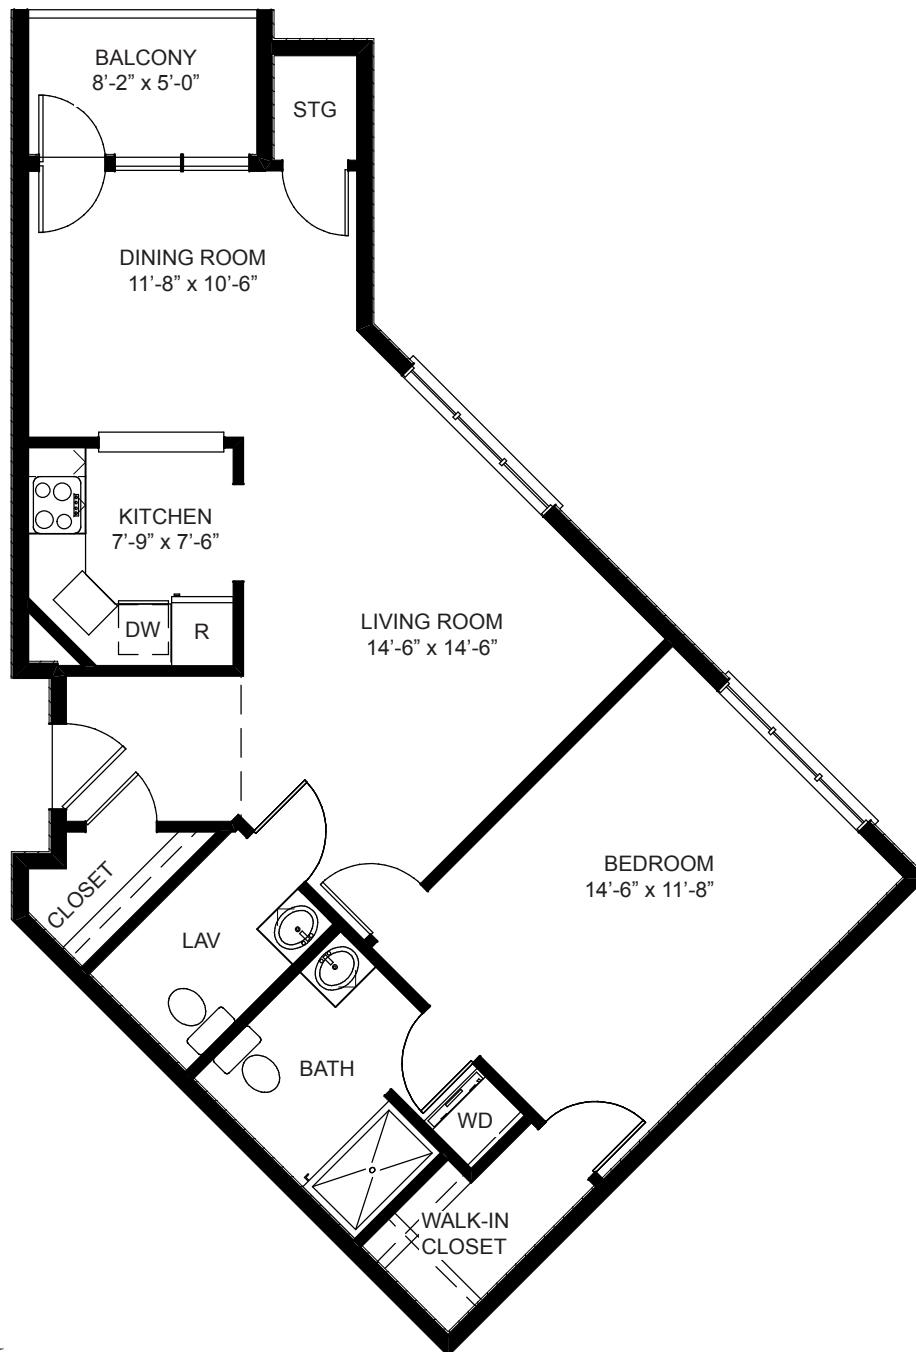 BALCONY
8’-2” x 5’-0”
STG
DINING ROOM
11’-8” x 10’-6”
KITCHEN
7’-9” x 7’-6”
DW
R
LIVING ROOM
14’-6” x 14’-6”
BEDROOM
14’-6” x 11’-8”
CLOSET
LAV
BATH
WD
WALK-IN
CLOSET